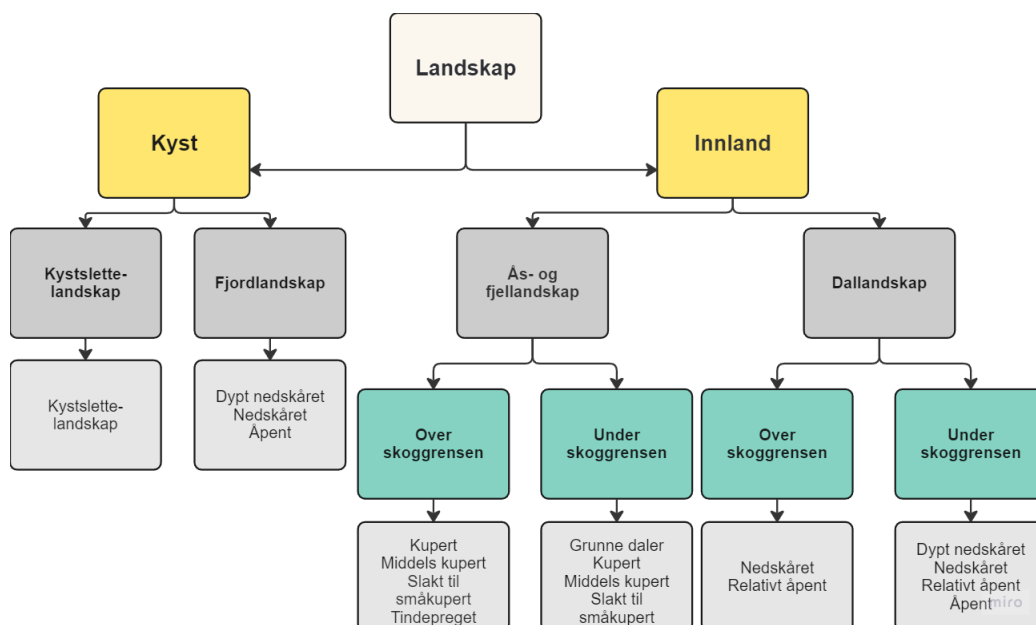 Landskap
Kyst
Innland
Kystslette-
landskap
Fjordlandskap
Ås- og
fjellandskap
Dallandskap
Kystslette-
landskap
Dypt nedskåret
Nedskåret
Åpent
Over
skoggrensen
Under
skoggrensen
Over
skoggrensen
Under
skoggrensen
Kupert
Middels kupert
Slakt til
småkupert
Tindepreget
Grunne daler
Kupert
Middels kupert
Slakt til
småkupert
Nedskåret
Relativt åpent
Dypt nedskåret
Nedskåret
Relativt åpent
Åpent
miro